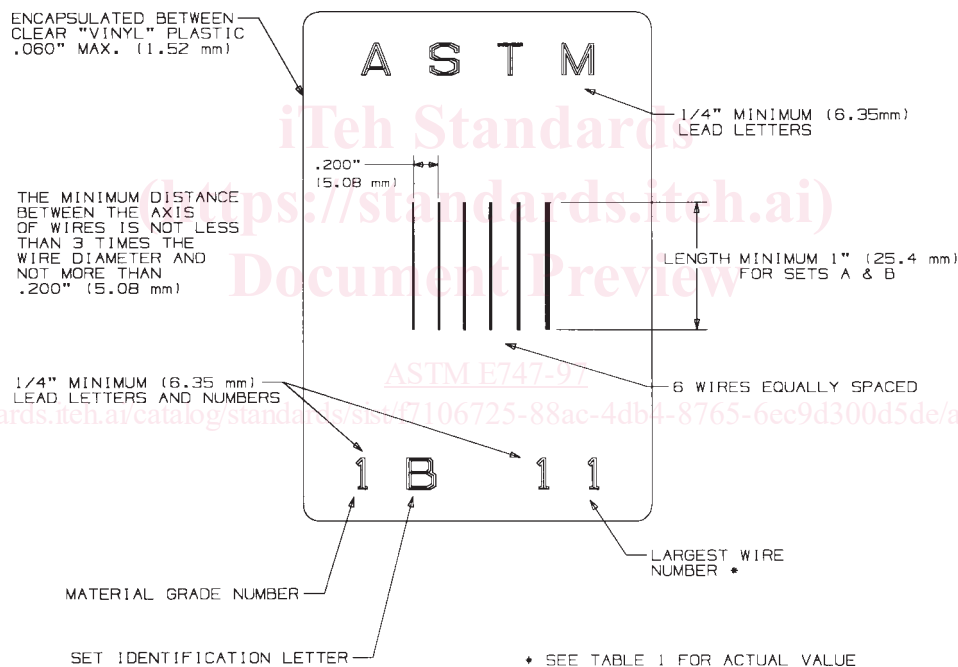 ENCAPSULATED BETWEEN
CLEAR "VINYL" PLASTIC
.060" MAX. (1.52 mm)
A S T M
1/4" MINIMUM (6.35mm)
LEAD LETTERS
iTeh Standards
.200"
(5.08 mm)
(https://standards.iteh.ai)
THE MINIMUM DISTANCE
BETWEEN THE AXIS
OF WIRES IS NOT LESS
THAN 3 TIMES THE
WIRE DIAMETER AND
NOT MORE THAN
.200" (5.08 mm)
LENGTH MINIMUM 1" (25.4 mm)
FOR SETS A & B
Document Preview
ASTM E747-97
1/4" MINIMUM (6.35 mm)
LEAD LETTERS AND NUMBERS
6 WIRES EQUALLY SPACED
ards.iteh.ai/catalog/standards/sist/f7106725-88ac-4db4-8765-6ec9d300d5de/a
1 B 1 1
LARGEST WIRE
NUMBER *
MATERIAL GRADE NUMBER
SET IDENTIFICATION LETTER
* SEE TABLE 1 FOR ACTUAL VALUE